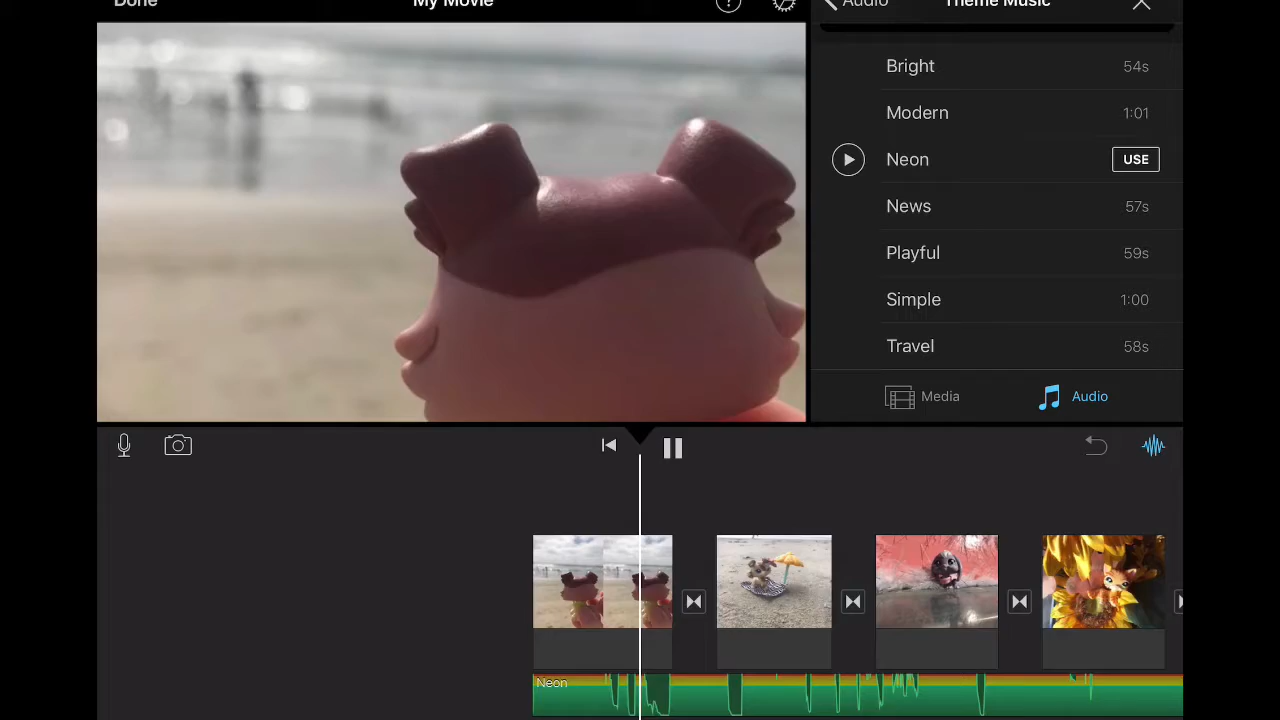 Done
My Movie
?
Audio
Theme Music
Bright 54s
Modern 1:01
Neon USE
News 57s
Playful 59s
Simple 1:00
Travel 58s
Media
Audio
Neon